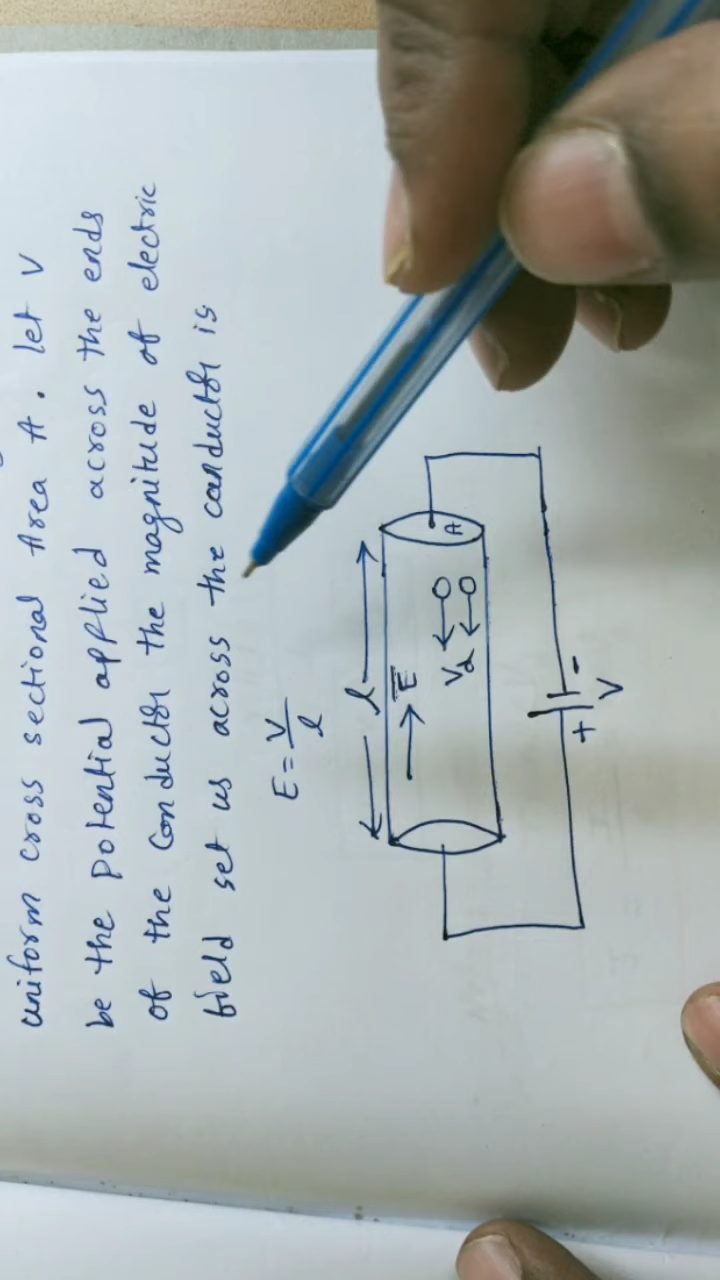 uniform cross sectional Area A. let V
be the potential applied across the ends
of the Conductor the magnitude of electric
field set us across the conductor is
E = V/l
l
A
E
Vd
+ -
V